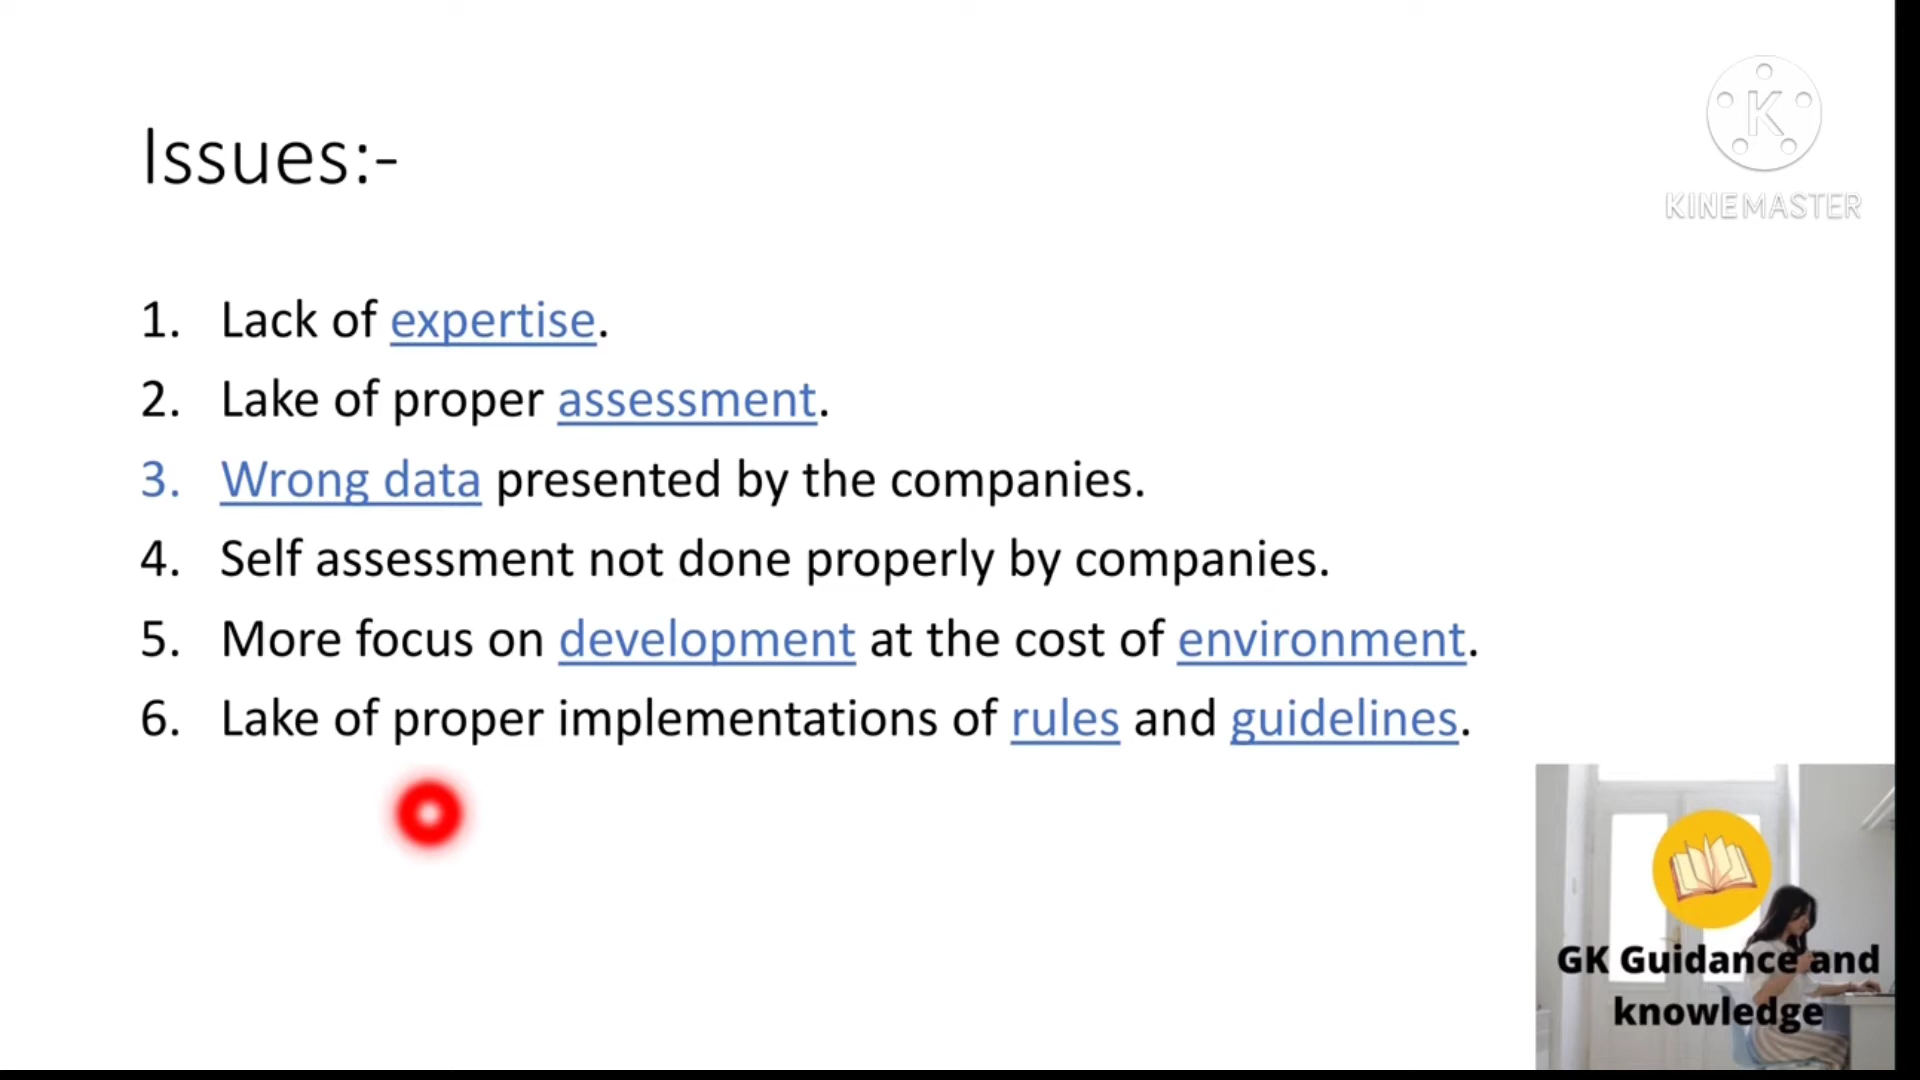 Issues:-
K
KINEMASTER
1. Lack of expertise.
2. Lake of proper assessment.
3. Wrong data presented by the companies.
4. Self assessment not done properly by companies.
5. More focus on development at the cost of environment.
6. Lake of proper implementations of rules and guidelines.
GK Guidance and
knowledge